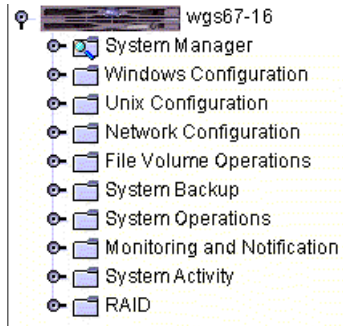 wgs67-16
System Manager
Windows Configuration
Unix Configuration
Network Configuration
File Volume Operations
System Backup
System Operations
Monitoring and Notification
System Activity
RAID